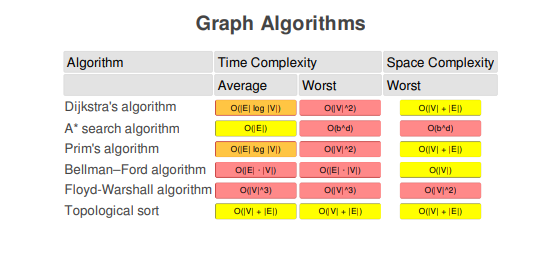 Graph Algorithms
Algorithm Time Complexity Space Complexity
Average Worst Worst
Dijkstra's algorithm O(|E| log |V|) O(|V|^2) O(|V| + |E|)
A* search algorithm O(|E|) O(b^d) O(b^d)
Prim's algorithm O(|E| log |V|) O(|V|^2) O(|V| + |E|)
Bellman–Ford algorithm O(|E| · |V|) O(|E| · |V|) O(|V|)
Floyd-Warshall algorithm O(|V|^3) O(|V|^3) O(|V|^2)
Topological sort O(|V| + |E|) O(|V| + |E|) O(|V| + |E|)